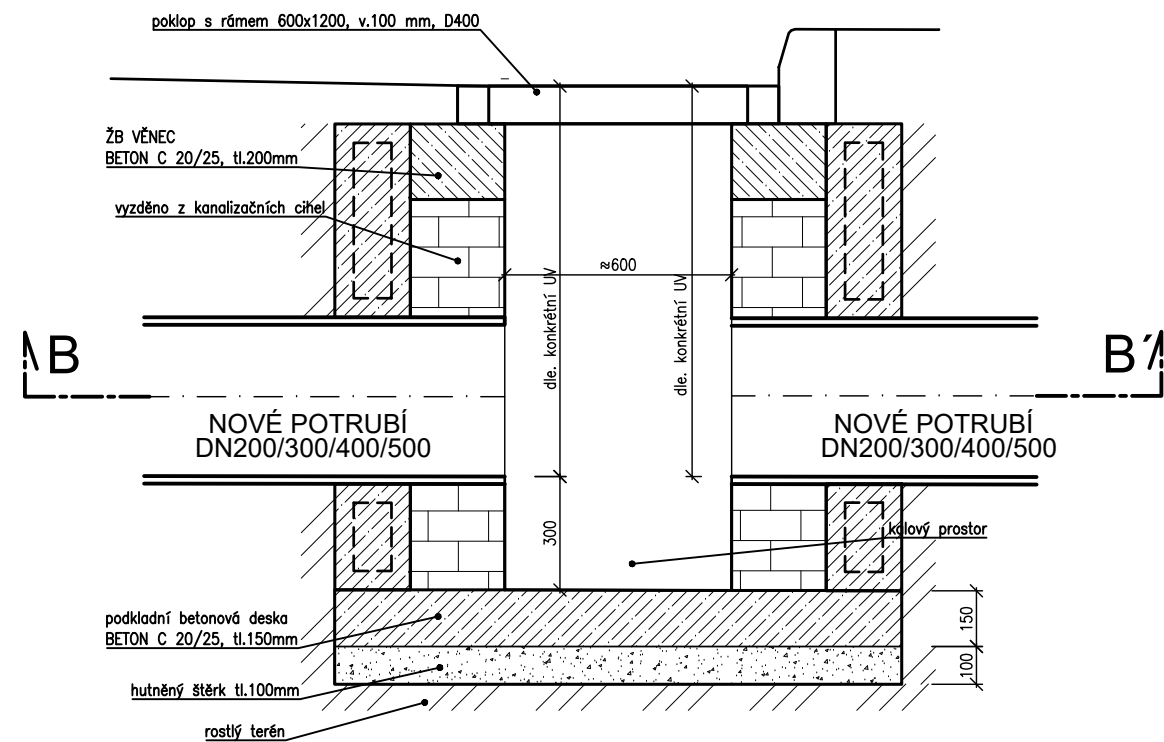 poklop s rámem 600x1200, v.100 mm, D400
ŽB VĚNEC
BETON C 20/25, tl.200mm
vyzděno z kanalizačních cihel
≈600
dle. konkrétní UV
dle. konkrétní UV
B
B´
NOVÉ POTRUBÍ
DN200/300/400/500
NOVÉ POTRUBÍ
DN200/300/400/500
300
kalový prostor
podkladní betonová deska
BETON C 20/25, tl.150mm
150
100
hutněný štěrk tl.100mm
rostlý terén